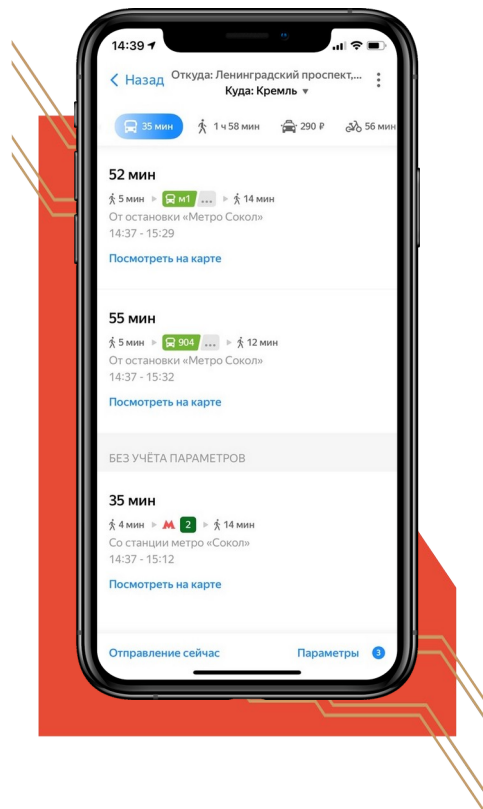 14:39
Назад
Откуда: Ленинградский проспект,...
Куда: Кремль
35 мин 1 ч 58 мин 290 ₽ 56 мин
52 мин
5 мин м1 ... 14 мин
От остановки «Метро Сокол»
14:37 - 15:29
Посмотреть на карте
55 мин
5 мин 904 ... 12 мин
От остановки «Метро Сокол»
14:37 - 15:32
Посмотреть на карте
БЕЗ УЧЁТА ПАРАМЕТРОВ
35 мин
4 мин М 2 14 мин
Со станции метро «Сокол»
14:37 - 15:12
Посмотреть на карте
Отправление сейчас Параметры 3